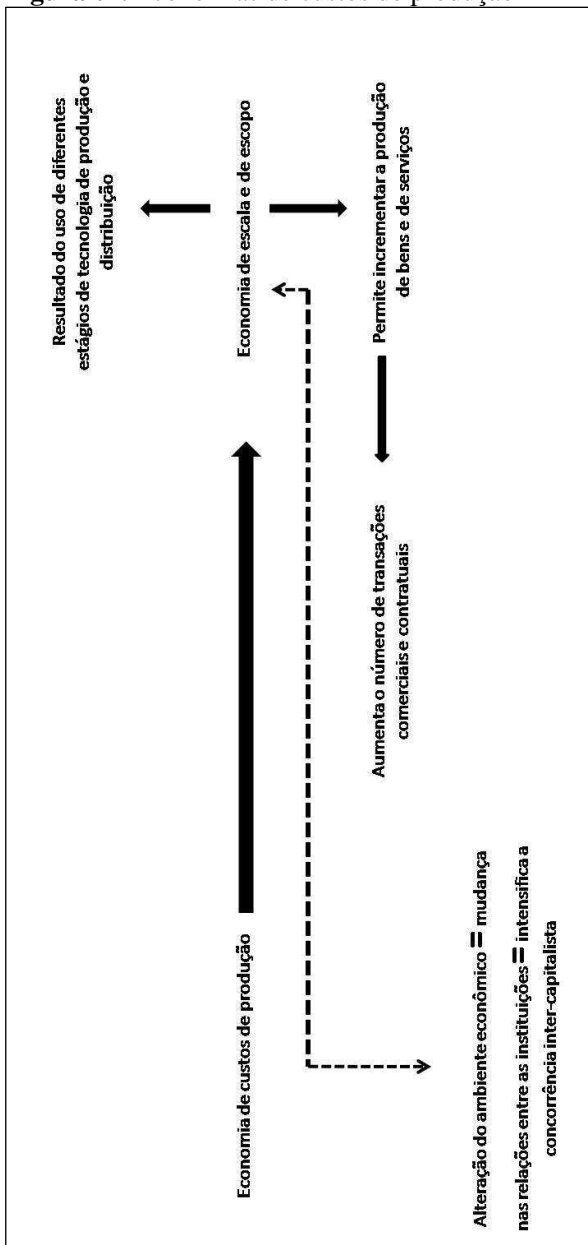 Figura de custos de produção
Resultado do uso de diferentes
estágios de tecnologia de produção e
distribuição
Economia de custos de produção
Economia de escala e de escopo
Aumenta o número de transações
comerciais e contratuais
Permite incrementar a produção
de bens e de serviços
Alteração do ambiente econômico = mudança
nas relações entre as instituições = intensifica a
concorrência inter-capitalista